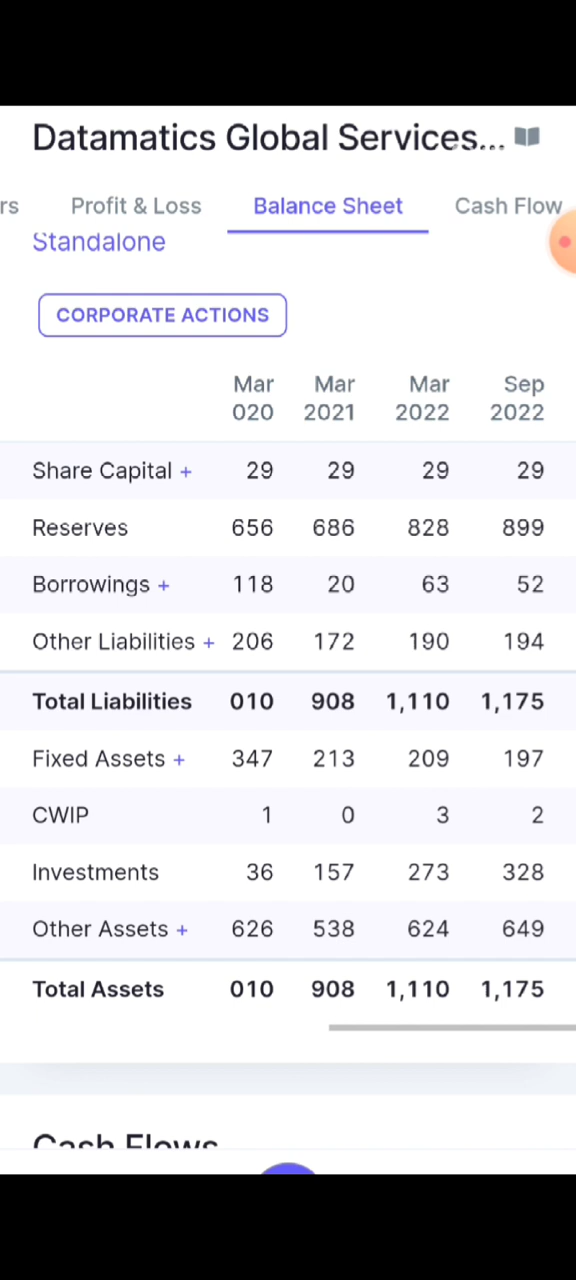 Datamatics Global Services...
rs Profit & Loss Balance Sheet Cash Flow
Standalone
CORPORATE ACTIONS
Mar Mar Mar Sep
020 2021 2022 2022
Share Capital + 29 29 29 29
Reserves 656 686 828 899
Borrowings + 118 20 63 52
Other Liabilities + 206 172 190 194
Total Liabilities 010 908 1,110 1,175
Fixed Assets + 347 213 209 197
CWIP 1 0 3 2
Investments 36 157 273 328
Other Assets + 626 538 624 649
Total Assets 010 908 1,110 1,175
Cash Flows